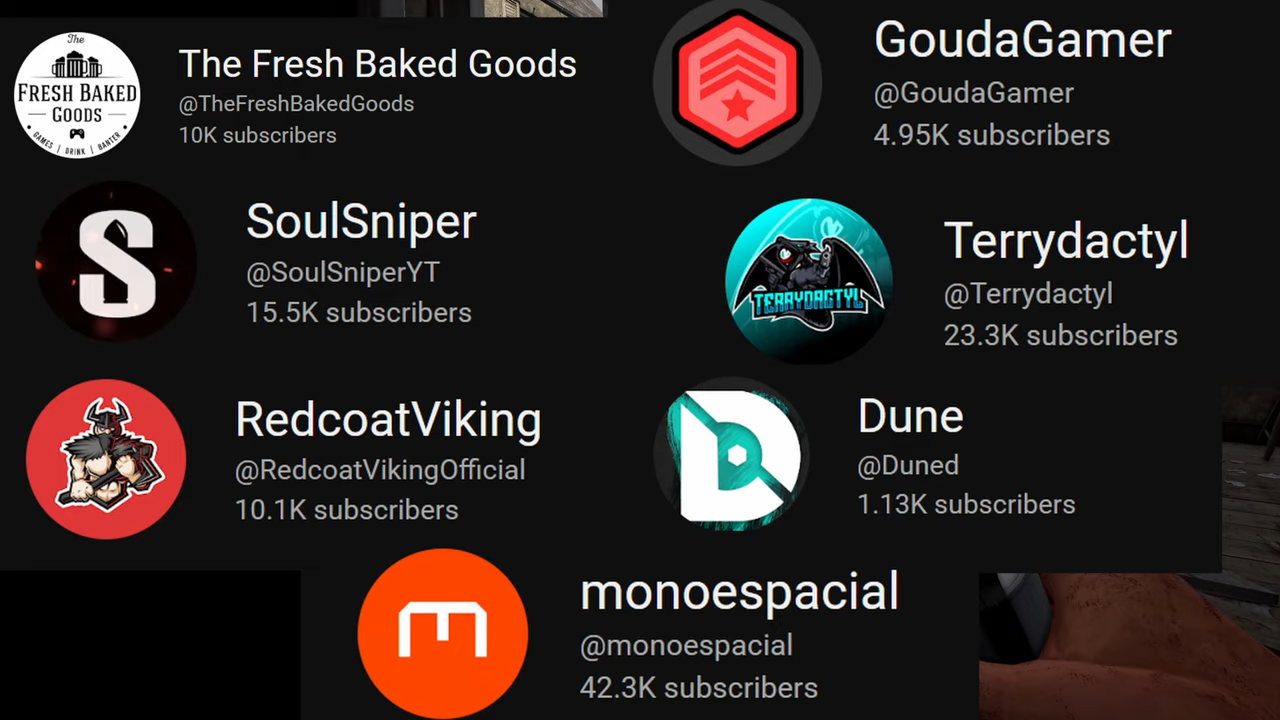 The
FRESH BAKED
GOODS
GAMES | DRINK | BANTER
The Fresh Baked Goods
@TheFreshBakedGoods
10K subscribers
GoudaGamer
@GoudaGamer
4.95K subscribers
S
SoulSniper
@SoulSniperYT
15.5K subscribers
TERRYDACTYL
Terrydactyl
@Terrydactyl
23.3K subscribers
RedcoatViking
@RedcoatVikingOfficial
10.1K subscribers
D
Dune
@Duned
1.13K subscribers
m
monoespacial
@monoespacial
42.3K subscribers